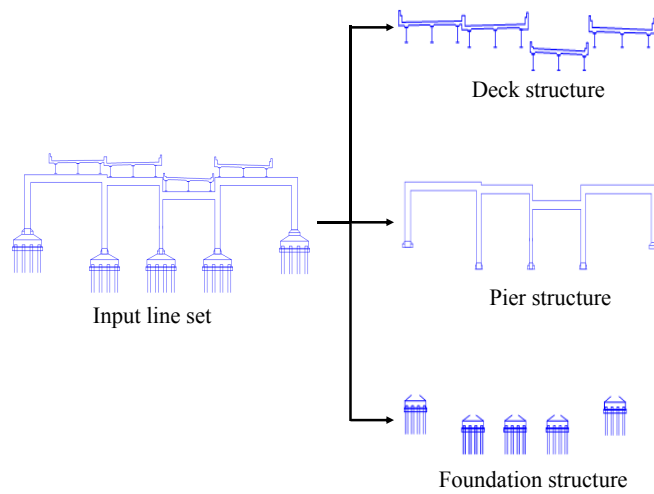 Deck structure
Input line set
Pier structure
Foundation structure